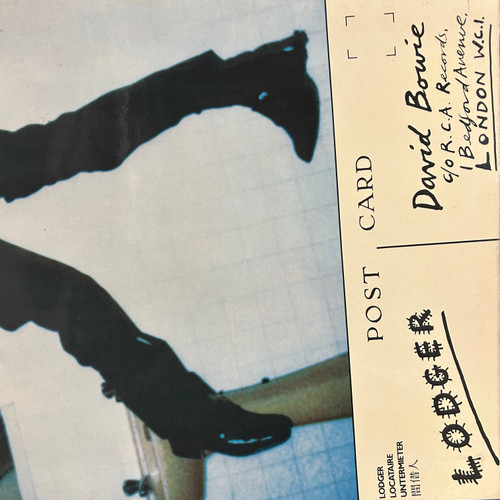 POST CARD
LODGER
David Bowie
c/o R.C.A. Records,
1 Bedford Avenue,
LONDON W.C.1.
LODGER
LOCATAIRE
UNTERMIETER
間借人